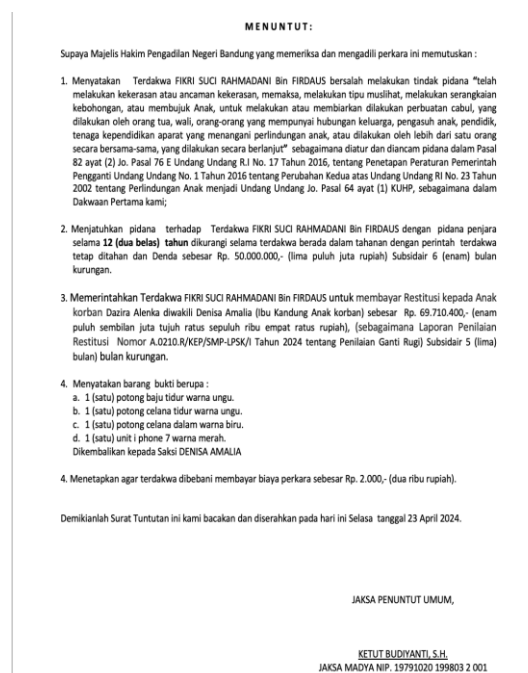 MENUNTUT:
Supaya Majelis Hakim Pengadilan Negeri Bandung yang memeriksa dan mengadili perkara ini memutuskan :
1. Menyatakan Terdakwa FIKRI SUCI RAHMADANI Bin FIRDAUS bersalah melakukan tindak pidana “telah
melakukan kekerasan atau ancaman kekerasan, memaksa, melakukan tipu muslihat, melakukan serangkaian
kebohongan, atau membujuk Anak, untuk melakukan atau membiarkan dilakukan perbuatan cabul, yang
dilakukan oleh orang tua, wali, orang-orang yang mempunyai hubungan keluarga, pengasuh anak, pendidik,
tenaga kependidikan aparat yang menangani perlindungan anak, atau dilakukan oleh lebih dari satu orang
secara bersama-sama, yang dilakukan secara berlanjut” sebagaimana diatur dan diancam pidana dalam Pasal
82 ayat (2) Jo. Pasal 76 E Undang Undang R.I No. 17 Tahun 2016, tentang Penetapan Peraturan Pemerintah
Pengganti Undang Undang No. 1 Tahun 2016 tentang Perubahan Kedua atas Undang Undang RI No. 23 Tahun
2002 tentang Perlindungan Anak menjadi Undang Undang Jo. Pasal 64 ayat (1) KUHP, sebagaimana dalam
Dakwaan Pertama kami;
2. Menjatuhkan pidana terhadap Terdakwa FIKRI SUCI RAHMADANI Bin FIRDAUS dengan pidana penjara
selama 12 (dua belas) tahun dikurangi selama terdakwa berada dalam tahanan dengan perintah terdakwa
tetap ditahan dan Denda sebesar Rp. 50.000.000,- (lima puluh juta rupiah) Subsidair 6 (enam) bulan
kurungan.
3. Memerintahkan Terdakwa FIKRI SUCI RAHMADANI Bin FIRDAUS untuk membayar Restitusi kepada Anak
korban Dazira Alenka diwakili Denisa Amalia (Ibu Kandung Anak korban) sebesar Rp. 69.710.400,- (enam
puluh sembilan juta tujuh ratus sepuluh ribu empat ratus rupiah), (sebagaimana Laporan Penilaian
Restitusi Nomor A.0210.R/KEP/SMP-LPSK/I Tahun 2024 tentang Penilaian Ganti Rugi) Subsidair 5 (lima)
bulan) bulan kurungan.
4. Menyatakan barang bukti berupa :
a. 1 (satu) potong baju tidur warna ungu.
b. 1 (satu) potong celana tidur warna ungu.
c. 1 (satu) potong celana dalam warna biru.
d. 1 (satu) unit i phone 7 warna merah.
Dikembalikan kepada Saksi DENISA AMALIA
4. Menetapkan agar terdakwa dibebani membayar biaya perkara sebesar Rp. 2.000,- (dua ribu rupiah).
Demikianlah Surat Tuntutan ini kami bacakan dan diserahkan pada hari ini Selasa tanggal 23 April 2024.
JAKSA PENUNTUT UMUM,
KETUT BUDIYANTI, S.H.
JAKSA MADYA NIP. 19791020 199803 2 001